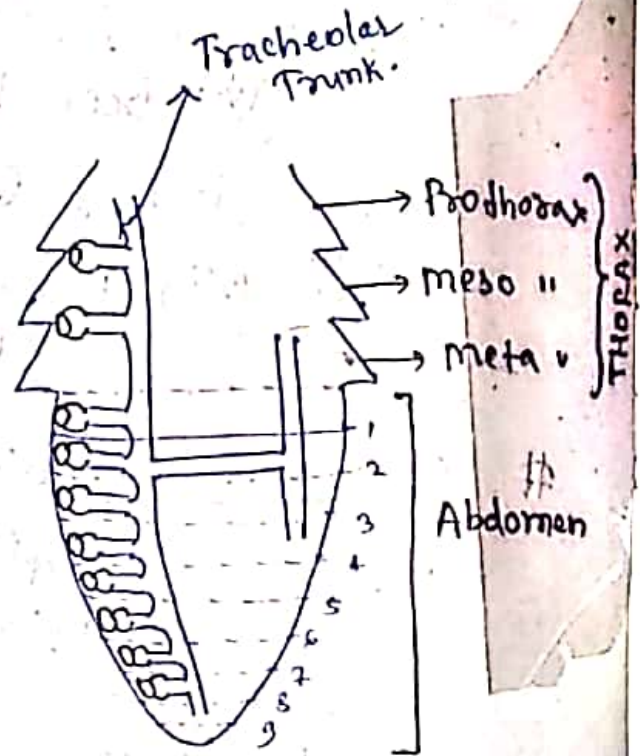 Tracheolar
Trunk.
Prothorax
meso "
meta "
THORAX
1
2
3
Abdomen
4
5
6
7
8
9